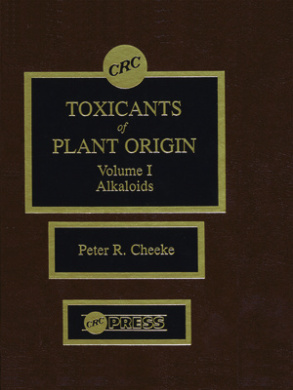 CRC
TOXICANTS
of
PLANT ORIGIN
Volume I
Alkaloids
Peter R. Cheeke
CRC PRESS